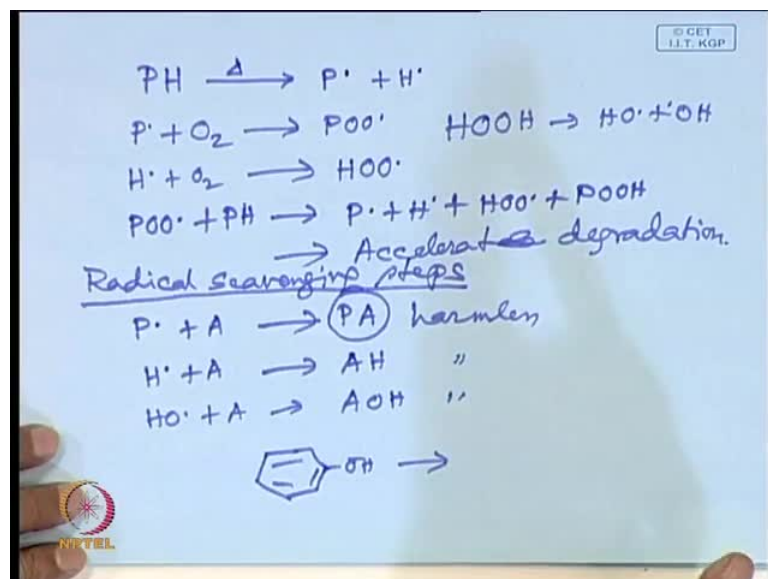 © CET
I.I.T. KGP
PH —Δ→ P• + H•
P• + O₂ → POO• HOOH → HO• + •OH
H• + O₂ → HOO•
POO• + PH → P• + H• + HOO• + POOH
→ Accelerate degradation.
Radical scavenging steps
P• + A → PA harmless
H• + A → AH "
HO• + A → AOH "
OH →
NPTEL